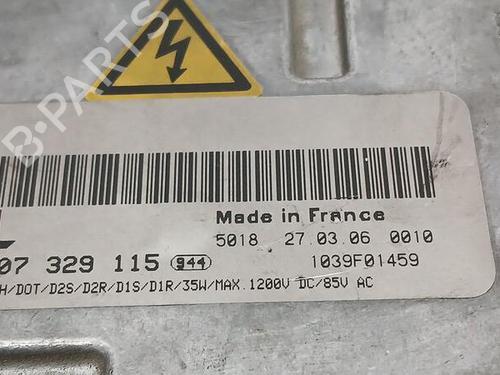 B-PARTS
Made in France
5018 27.03.06 0010
07 329 115 944
1039F01459
H/DOT/D2S/D2R/D1S/D1R/35W/MAX.1200V DC/85V AC